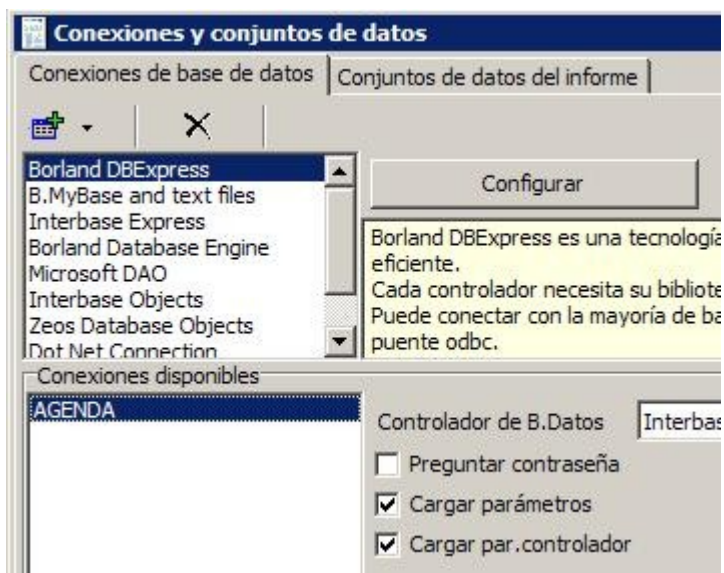 Conexiones y conjuntos de datos
Conexiones de base de datos
Conjuntos de datos del informe
Borland DBExpress
B.MyBase and text files
Interbase Express
Borland Database Engine
Microsoft DAO
Interbase Objects
Zeos Database Objects
Dot Net Connection
Configurar
Borland DBExpress es una tecnología
eficiente.
Cada controlador necesita su
Puede conectar con la mayoría de
puente odbc.
Conexiones disponibles
AGENDA
Controlador de B.Datos
Preguntar contraseña
Cargar parámetros
Cargar par.controlador